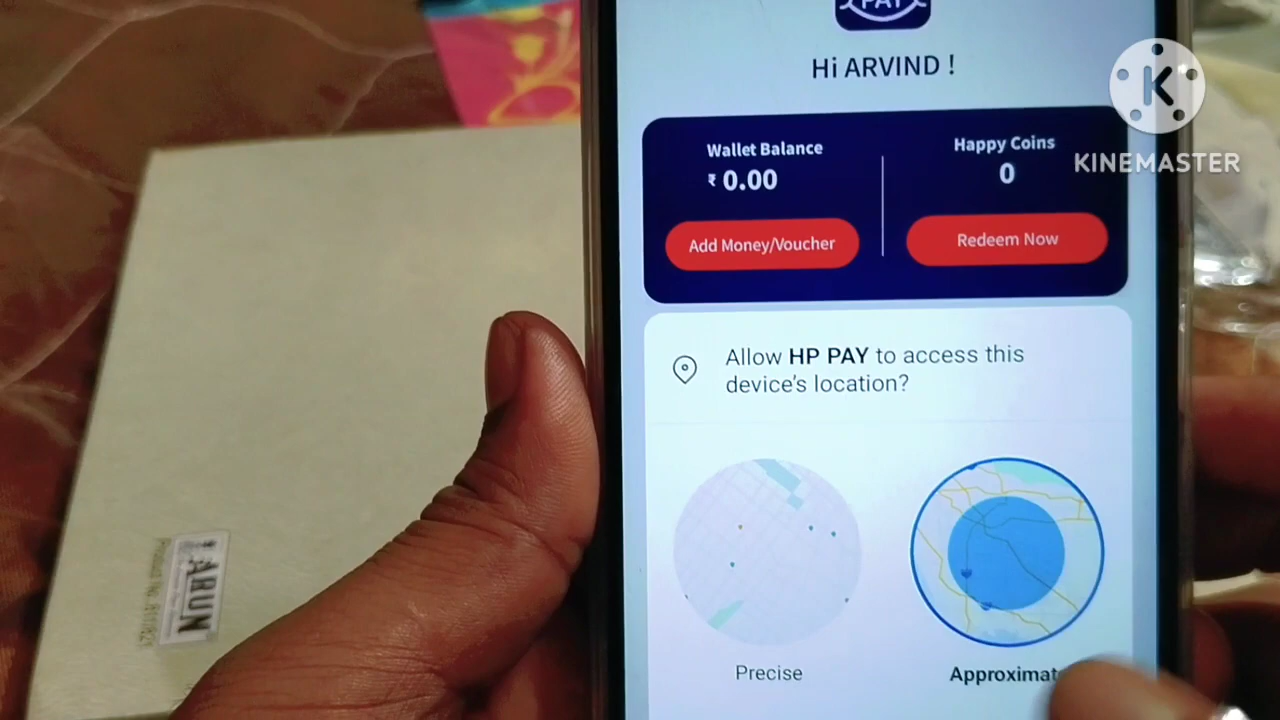 PAY
Hi ARVIND !
Wallet Balance
₹ 0.00
Add Money/Voucher
Happy Coins
0
Redeem Now
Allow HP PAY to access this
device's location?
Precise
Approximat
KINEMASTER
ARUN